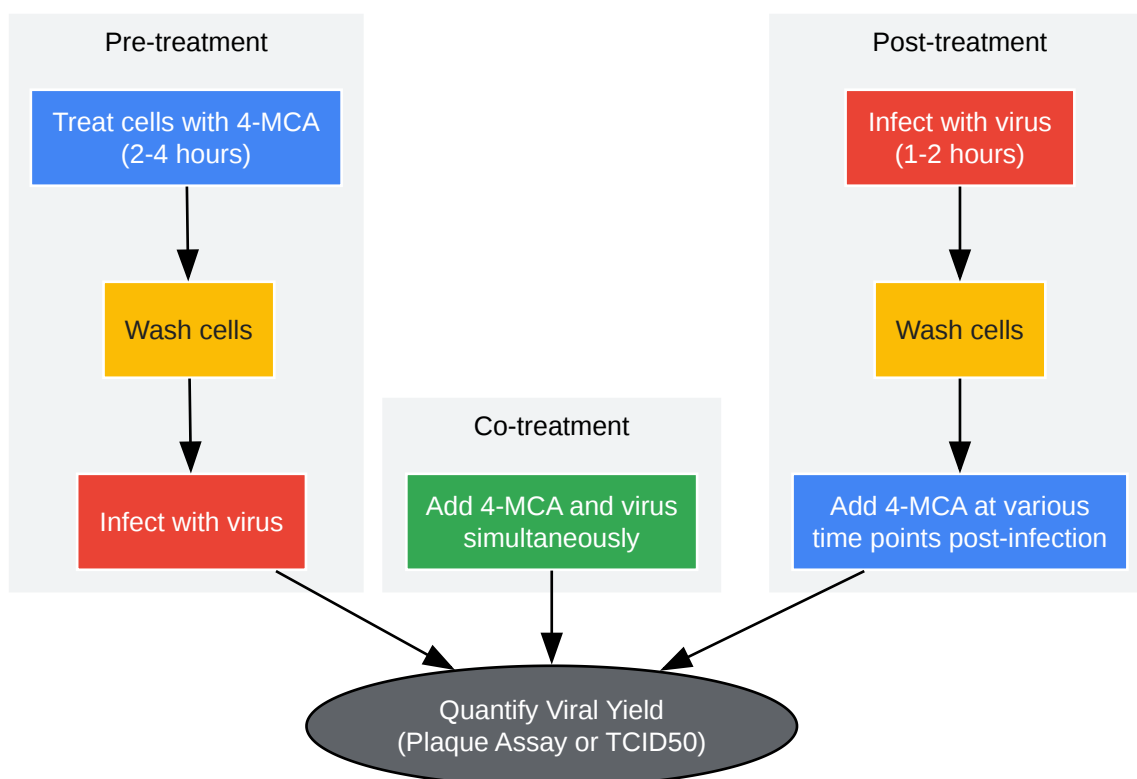 Pre-treatment
Treat cells with 4-MCA
(2-4 hours)
Wash cells
Infect with virus
Co-treatment
Add 4-MCA and virus
simultaneously
Post-treatment
Infect with virus
(1-2 hours)
Wash cells
Add 4-MCA at various
time points post-infection
Quantify Viral Yield
(Plaque Assay or TCID50)